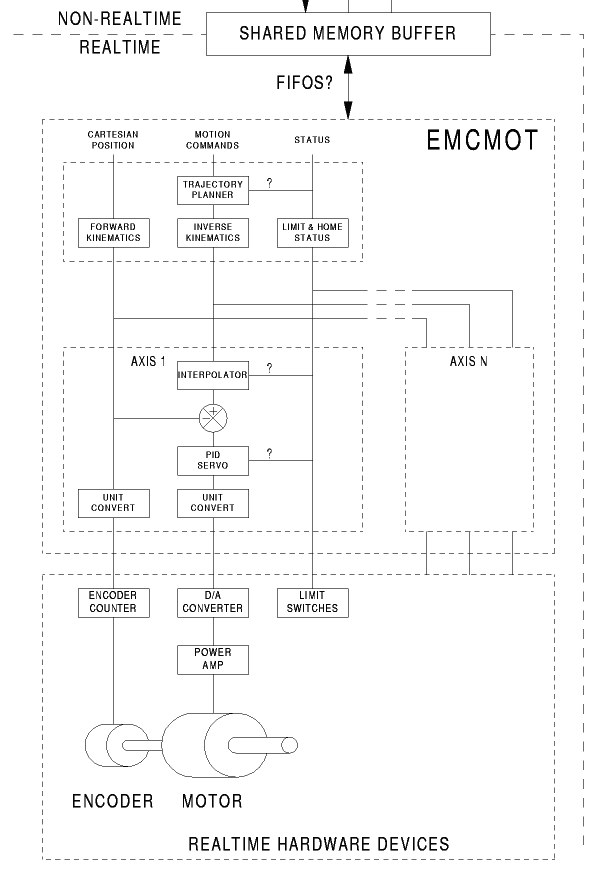 NON-REALTIME
REALTIME
SHARED MEMORY BUFFER
FIFOS?
EMCMOT
CARTESIAN
POSITION
MOTION
COMMANDS
STATUS
TRAJECTORY
PLANNER
?
FORWARD
KINEMATICS
INVERSE
KINEMATICS
LIMIT & HOME
STATUS
AXIS 1
AXIS N
INTERPOLATOR
?
+
−
PID
SERVO
?
UNIT
CONVERT
UNIT
CONVERT
ENCODER
COUNTER
D/A
CONVERTER
LIMIT
SWITCHES
POWER
AMP
ENCODER
MOTOR
REALTIME HARDWARE DEVICES